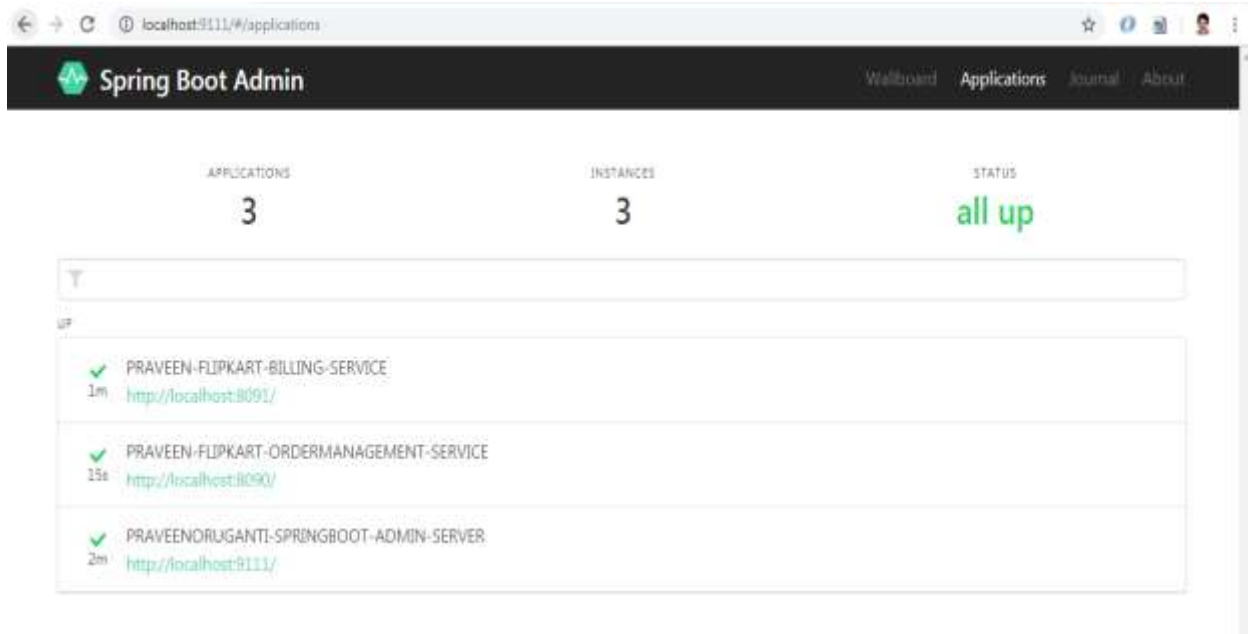 localhost:9111/#/applications
Spring Boot Admin
Wallboard Applications Journal About
APPLICATIONS INSTANCES STATUS
3 3 all up
UP
PRAVEEN-FLIPKART-BILLING-SERVICE
1m http://localhost:8091/
PRAVEEN-FLIPKART-ORDERMANAGEMENT-SERVICE
15s http://localhost:8090/
PRAVEENORUGANTI-SPRINGBOOT-ADMIN-SERVER
2m http://localhost:9111/